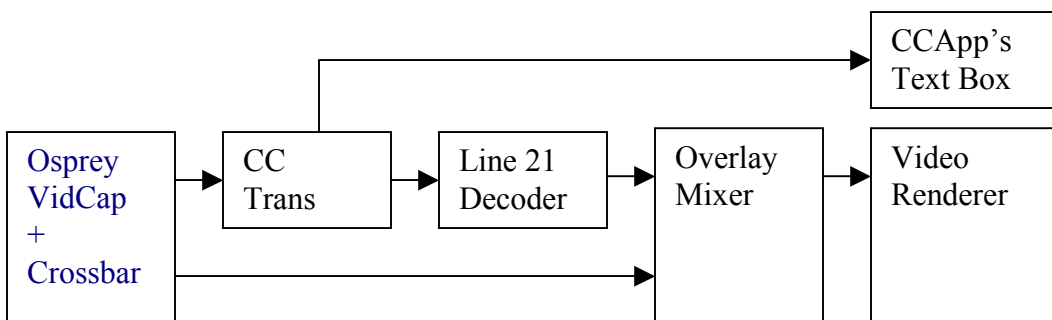 CCApp's
Text Box
Osprey
VidCap
+
Crossbar
CC
Trans
Line 21
Decoder
Overlay
Mixer
Video
Renderer